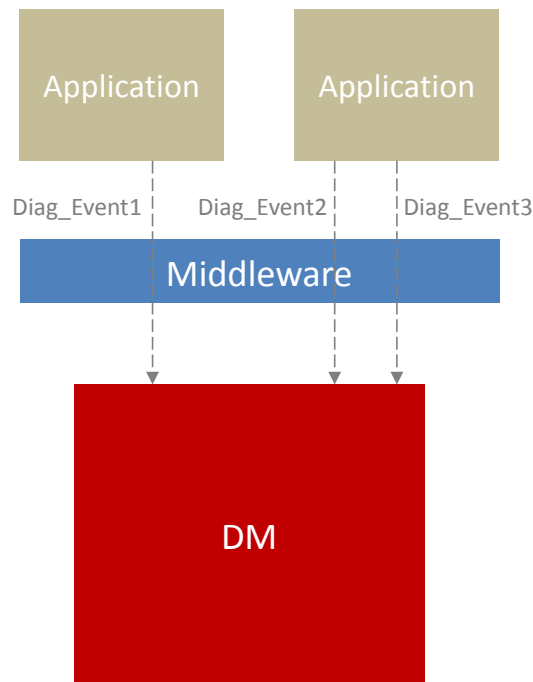 Application
Application
Diag_Event1
Diag_Event2
Diag_Event3
Middleware
DM